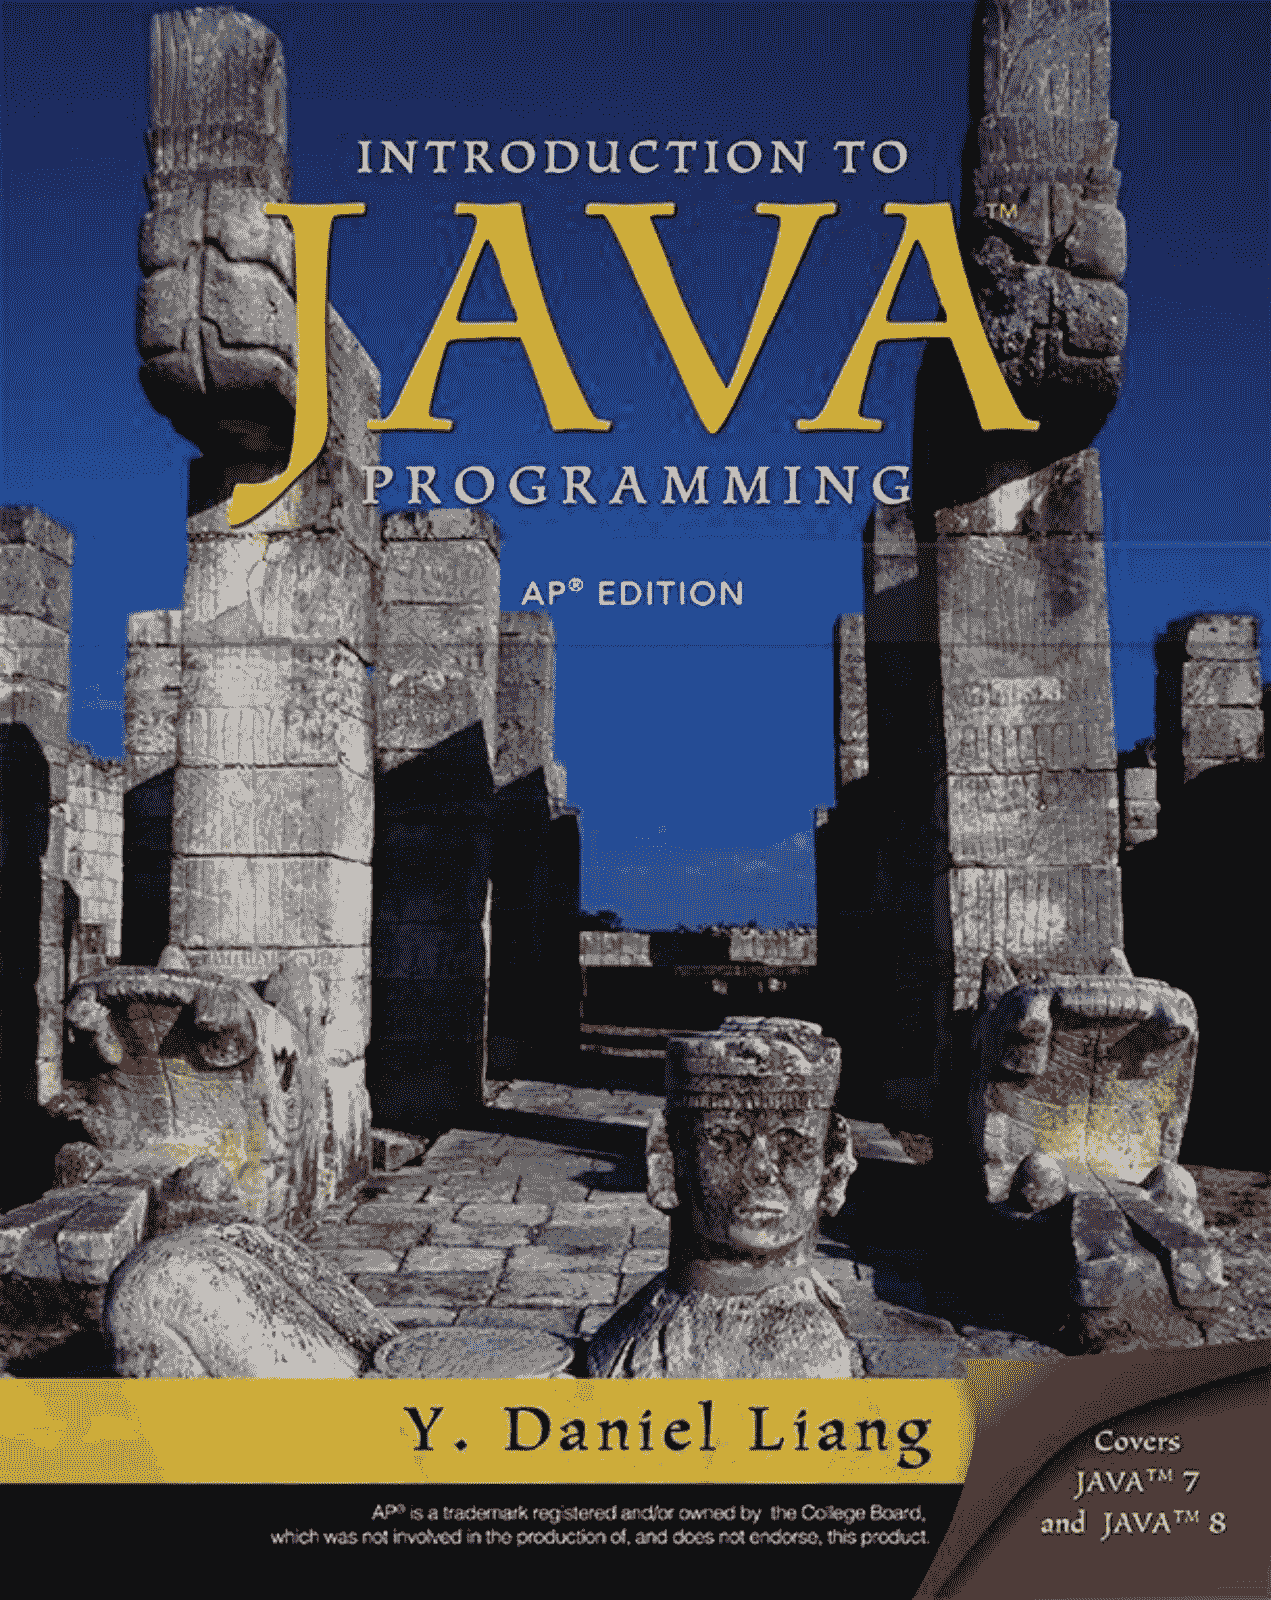 INTRODUCTION TO
JAVA™
PROGRAMMING
AP® EDITION
Y. Daniel Liang
AP® is a trademark registered and/or owned by the College Board,
which was not involved in the production of, and does not endorse, this product.
Covers
JAVA™ 7
and JAVA™ 8